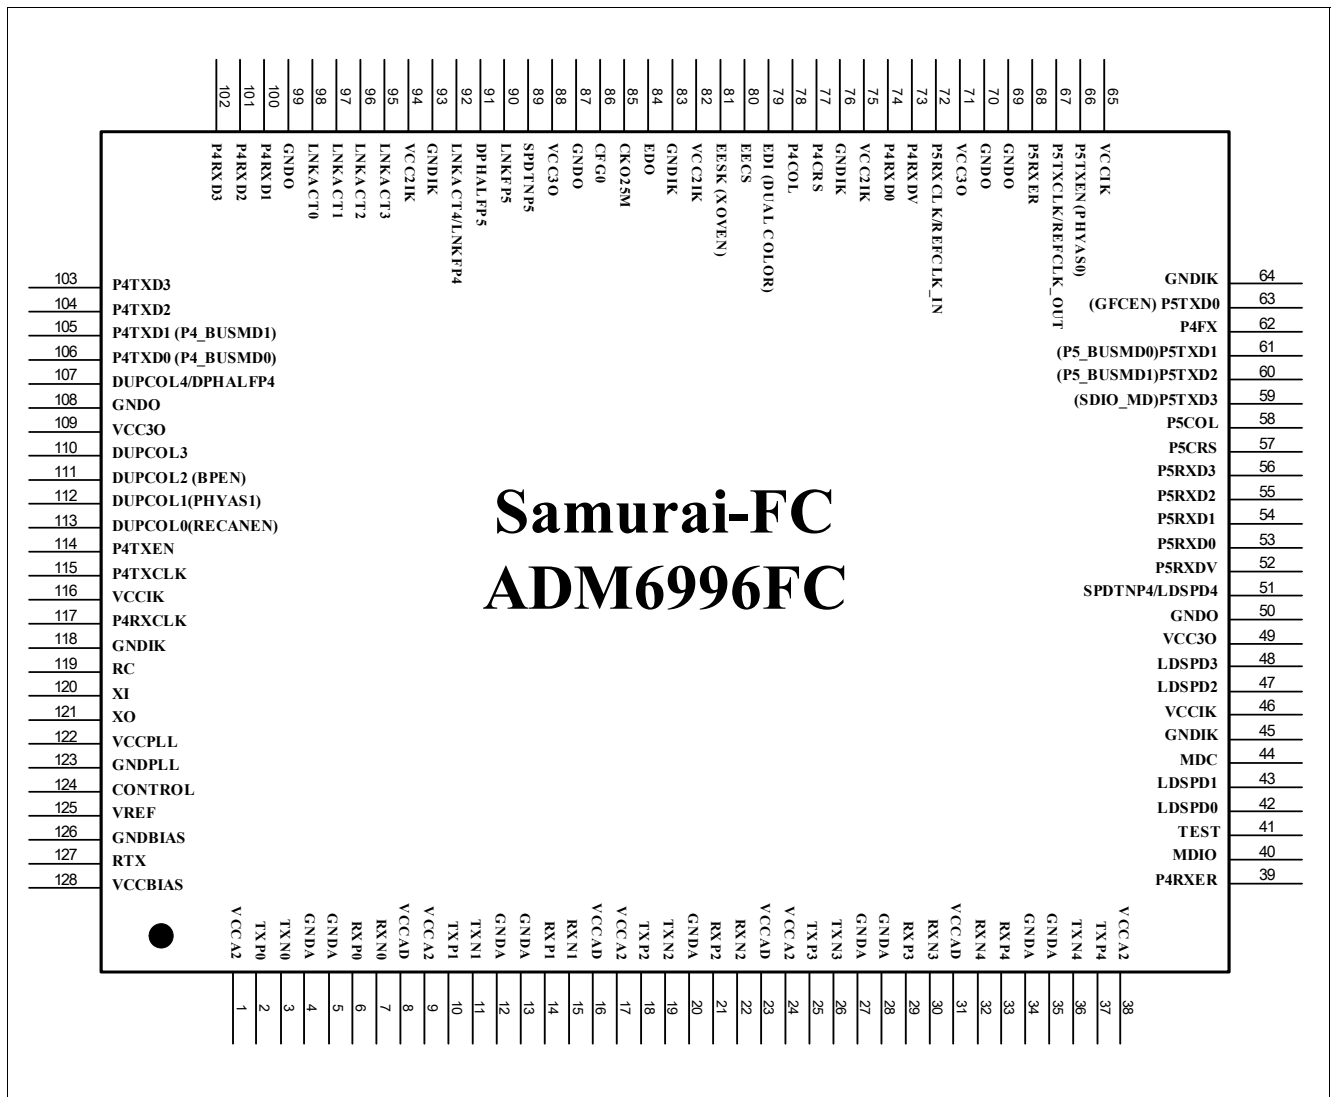 102 101 100 99 98 97 96 95 94 93 92 91 90 89 88 87 86 85 84 83 82 81 80 79 78 77 76 75 74 73 72 71 70 69 68 67 66 65
P4RXD3
P4RXD2
P4RXD1
GNDO
LNKACT0
LNKACT1
LNKACT2
LNKACT3
VCC2IK
GNDIK
LNKACT4/LNKFP4
DPHALFP5
LNKFP5
SPDTNP5
VCC3O
GNDO
CFG0
CKO25M
EDO
GNDIK
VCC2IK
EESK (XOVEN)
EECS
EDI (DUAL COLOR)
P4COL
P4CRS
GNDIK
VCC2IK
P4RXD0
P4RXDV
P5RXCLK/REFCLK_IN
VCC3O
GNDO
GNDO
P5RXER
P5TXCLK/REFCLK_OUT
P5TXEN(PHYAS0)
VCCIK
103 P4TXD3
104 P4TXD2
105 P4TXD1 (P4_BUSMD1)
106 P4TXD0 (P4_BUSMD0)
107 DUPCOL4/DPHALFP4
108 GNDO
109 VCC3O
110 DUPCOL3
111 DUPCOL2 (BPEN)
112 DUPCOL1(PHYAS1)
113 DUPCOL0(RECANEN)
114 P4TXEN
115 P4TXCLK
116 VCCIK
117 P4RXCLK
118 GNDIK
119 RC
120 XI
121 XO
122 VCCPLL
123 GNDPLL
124 CONTROL
125 VREF
126 GNDBIAS
127 RTX
128 VCCBIAS
Samurai-FC
ADM6996FC
GNDIK 64
(GFCEN) P5TXD0 63
P4FX 62
(P5_BUSMD0)P5TXD1 61
(P5_BUSMD1)P5TXD2 60
(SDIO_MD)P5TXD3 59
P5COL 58
P5CRS 57
P5RXD3 56
P5RXD2 55
P5RXD1 54
P5RXD0 53
P5RXDV 52
SPDTNP4/LDSPD4 51
GNDO 50
VCC3O 49
LDSPD3 48
LDSPD2 47
VCCIK 46
GNDIK 45
MDC 44
LDSPD1 43
LDSPD0 42
TEST 41
MDIO 40
P4RXER 39
VCCA2
TXP0
TXN0
GNDA
GNDA
RXP0
RXN0
VCCAD
VCCA2
TXP1
TXN1
GNDA
GNDA
RXP1
RXN1
VCCAD
VCCA2
TXP2
TXN2
GNDA
RXP2
RXN2
VCCAD
VCCA2
TXP3
TXN3
GNDA
GNDA
RXP3
RXN3
VCCAD
RXN4
RXP4
GNDA
GNDA
TXN4
TXP4
VCCA2
1 2 3 4 5 6 7 8 9 10 11 12 13 14 15 16 17 18 19 20 21 22 23 24 25 26 27 28 29 30 31 32 33 34 35 36 37 38